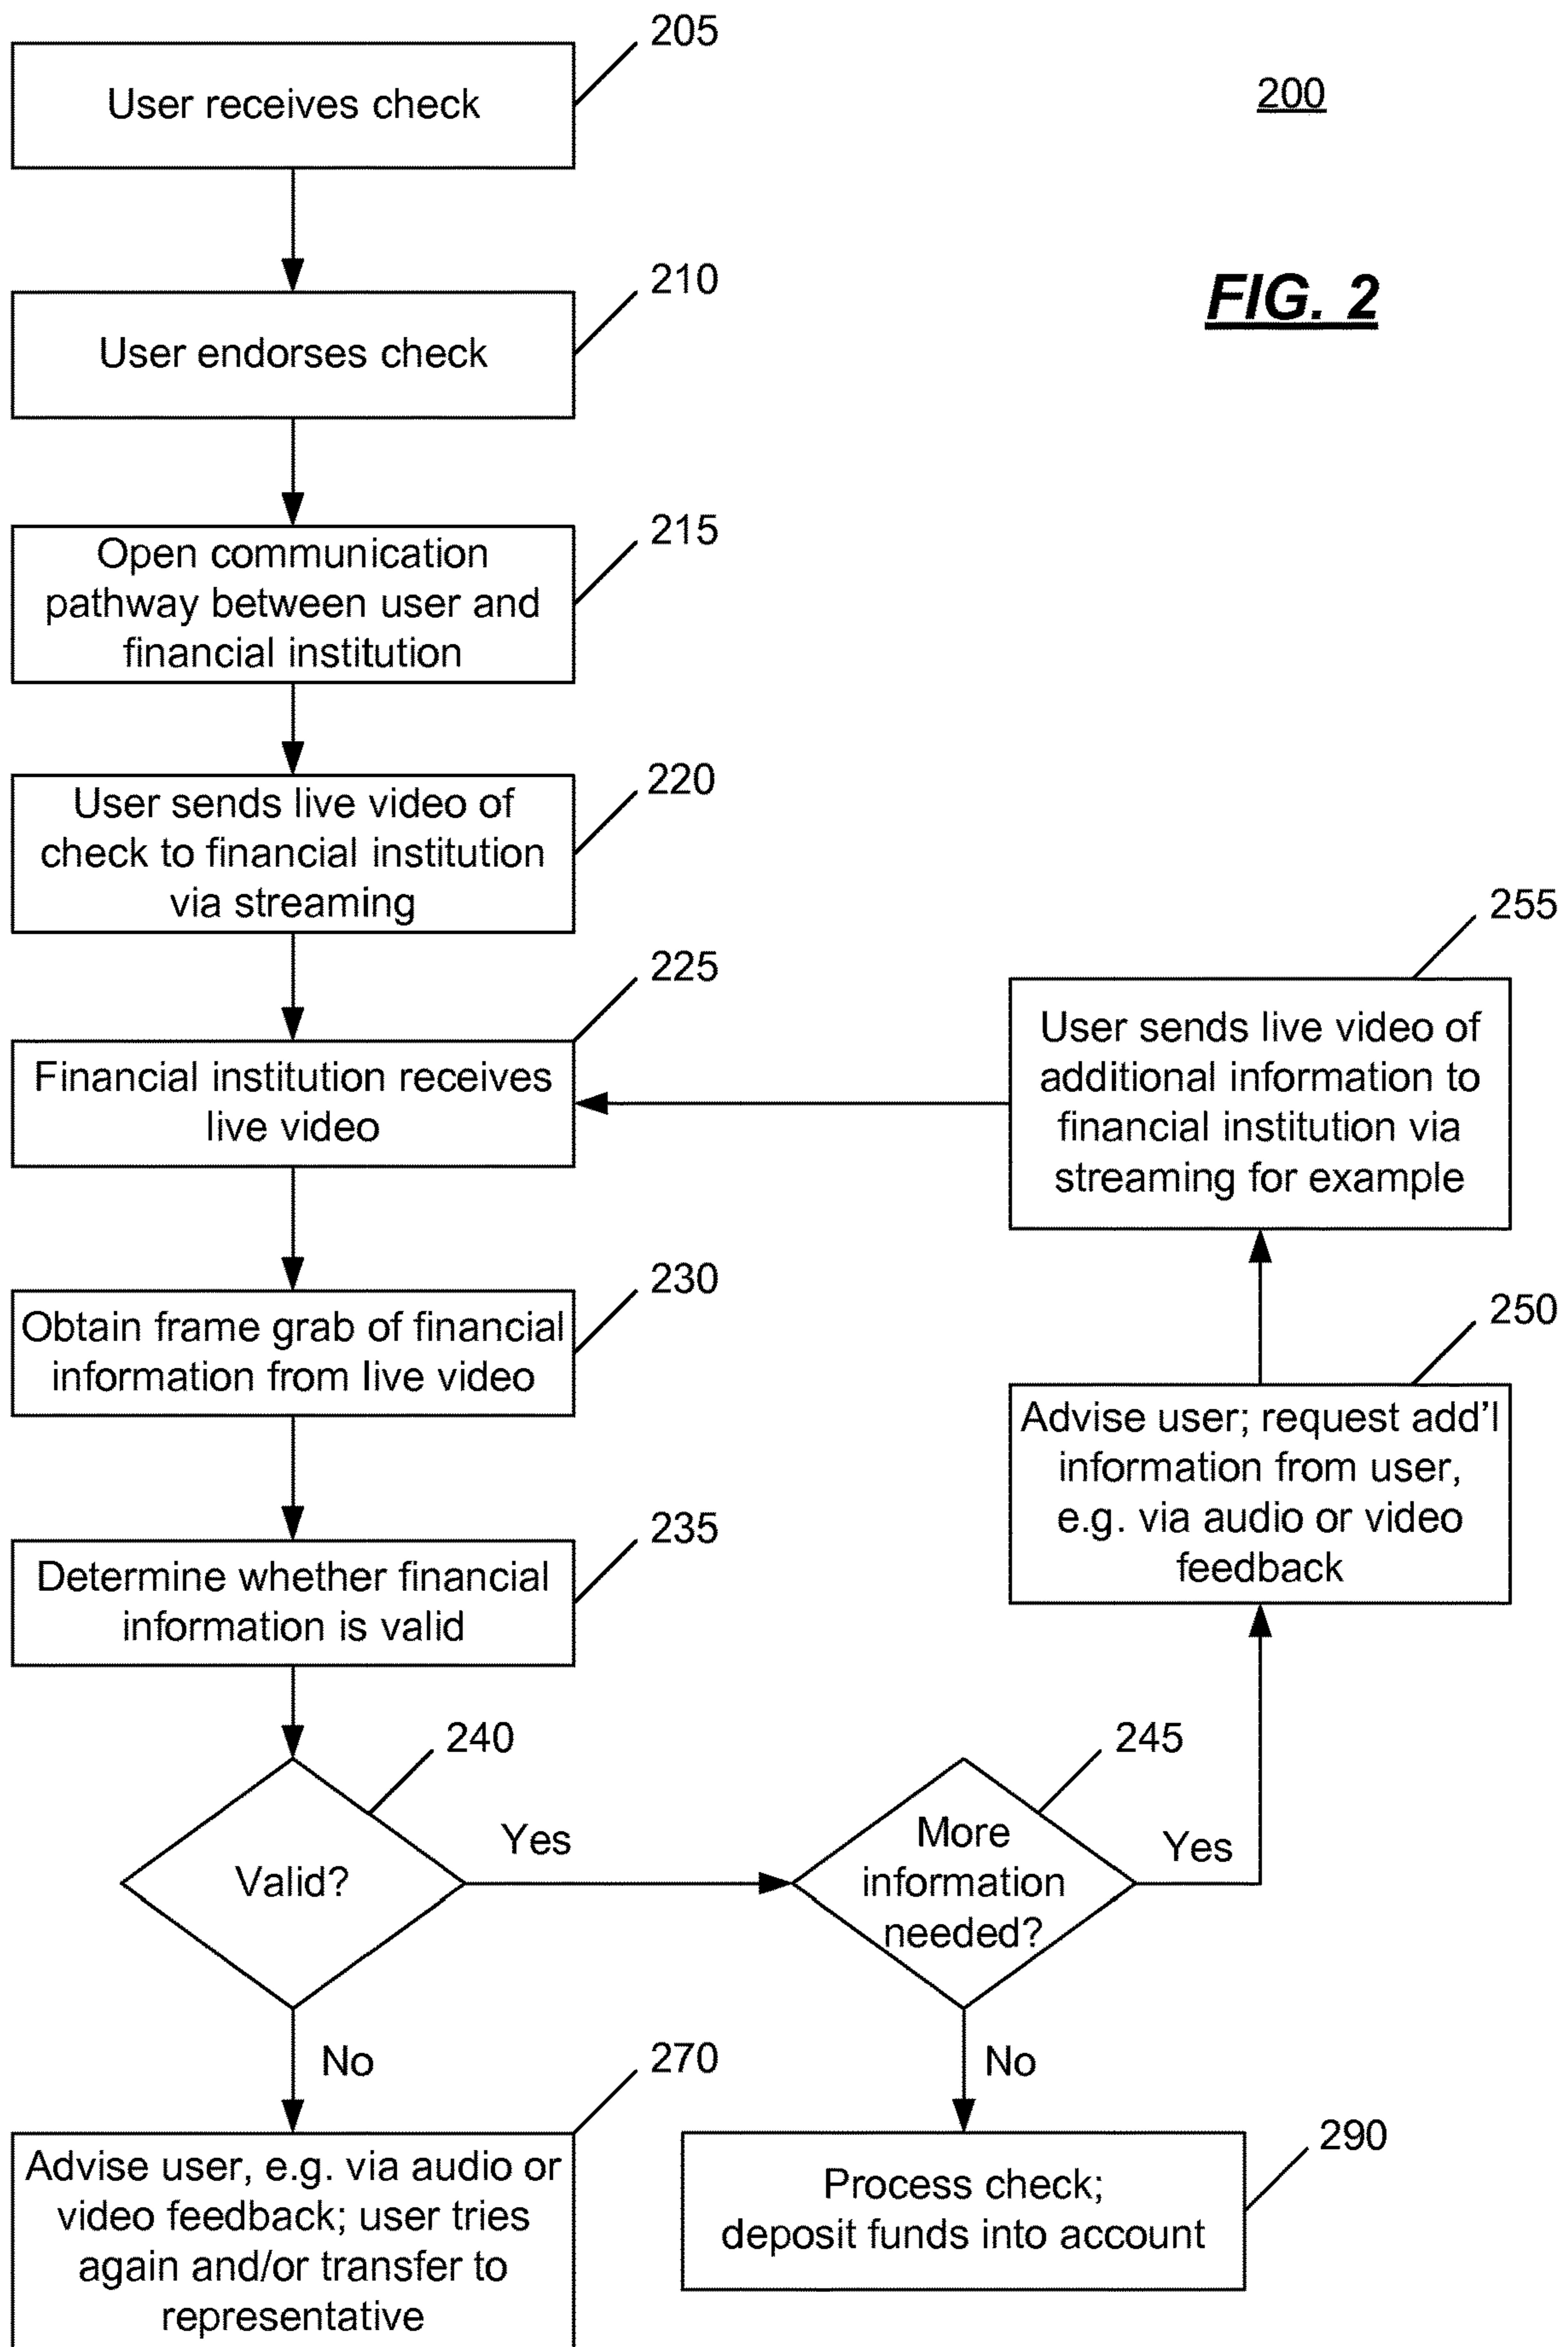 205
User receives check
200
210
User endorses check
FIG. 2
215
Open communication
pathway between user and
financial institution
220
User sends live video of
check to financial institution
via streaming
225
Financial institution receives
live video
255
User sends live video of
additional information to
financial institution via
streaming for example
230
Obtain frame grab of financial
information from live video
250
Advise user; request add'l
information from user,
e.g. via audio or video
feedback
235
Determine whether financial
information is valid
240
Valid?
Yes
245
More
information
needed?
Yes
No
No
270
Advise user, e.g. via audio or
video feedback; user tries
again and/or transfer to
representative
290
Process check;
deposit funds into account